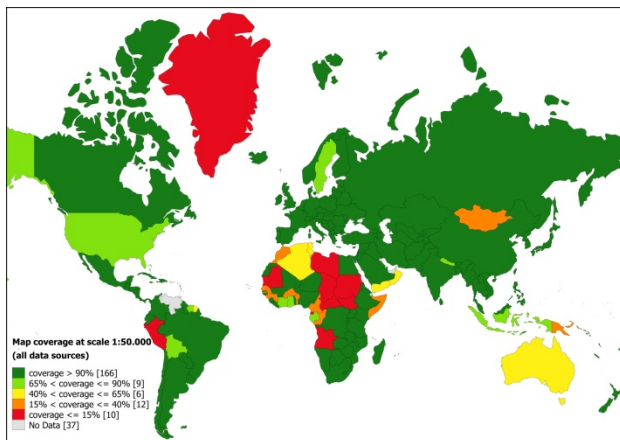 Map coverage at scale 1:50.000
(all data sources)
coverage > 90% [166]
65% < coverage <= 90% [9]
40% < coverage <= 65% [6]
15% < coverage <= 40% [12]
coverage <= 15% [10]
No Data [37]